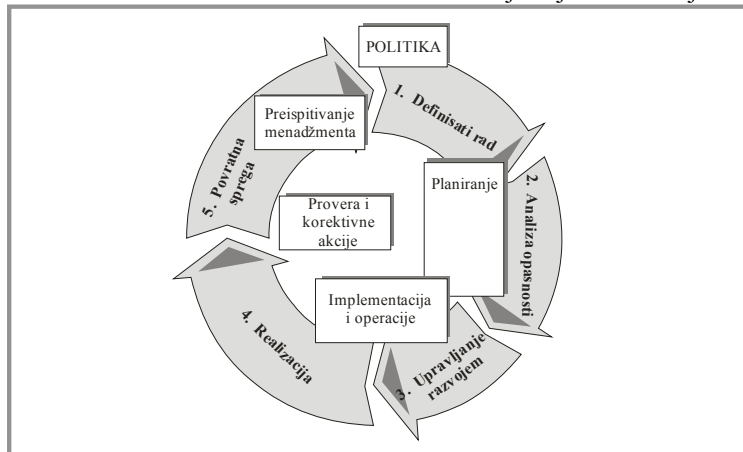 POLITIKA
1. Definisati rad
Preispitivanje
menadžmenta
Planiranje
2. Analiza opasnosti
5. Povratna
sprega
Provera i
korektivne
akcije
Implementacija
i operacije
4. Realizacija
3. Upravljanje
razvojem